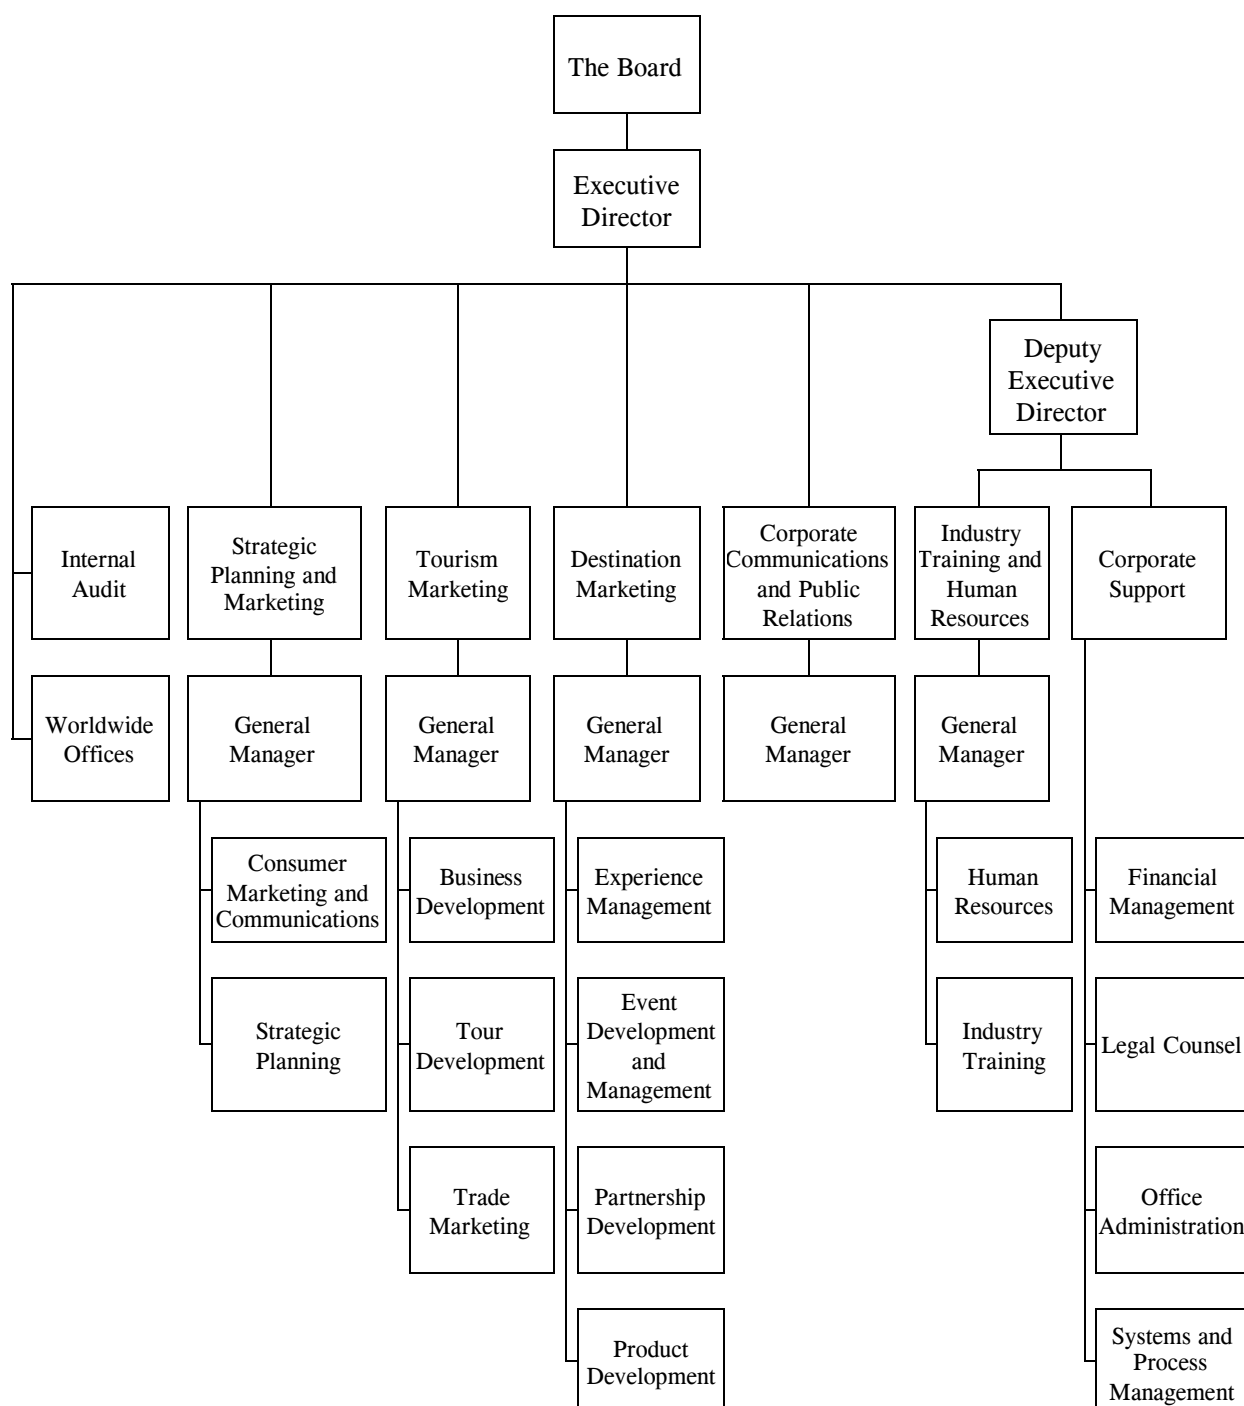 The Board
Executive
Director
Deputy
Executive
Director
Internal
Audit
Strategic
Planning and
Marketing
Tourism
Marketing
Destination
Marketing
Corporate
Communications
and Public
Relations
Industry
Training and
Human
Resources
Corporate
Support
Worldwide
Offices
General
Manager
General
Manager
General
Manager
General
Manager
General
Manager
Consumer
Marketing and
Communications
Business
Development
Experience
Management
Human
Resources
Financial
Management
Strategic
Planning
Tour
Development
Event
Development
and
Management
Industry
Training
Legal Counsel
Trade
Marketing
Partnership
Development
Office
Administration
Product
Development
Systems and
Process
Management